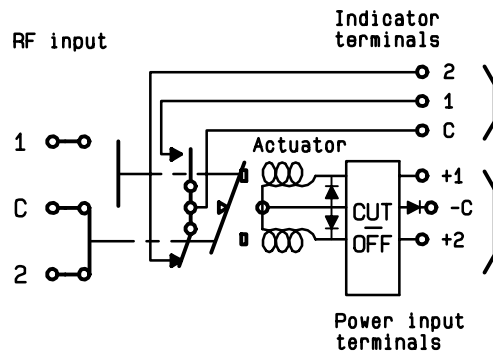 Indicator
terminals
RF input
2
1
C
Actuator
1
C
2
+1
-C
+2
CUT
OFF
Power input
terminals